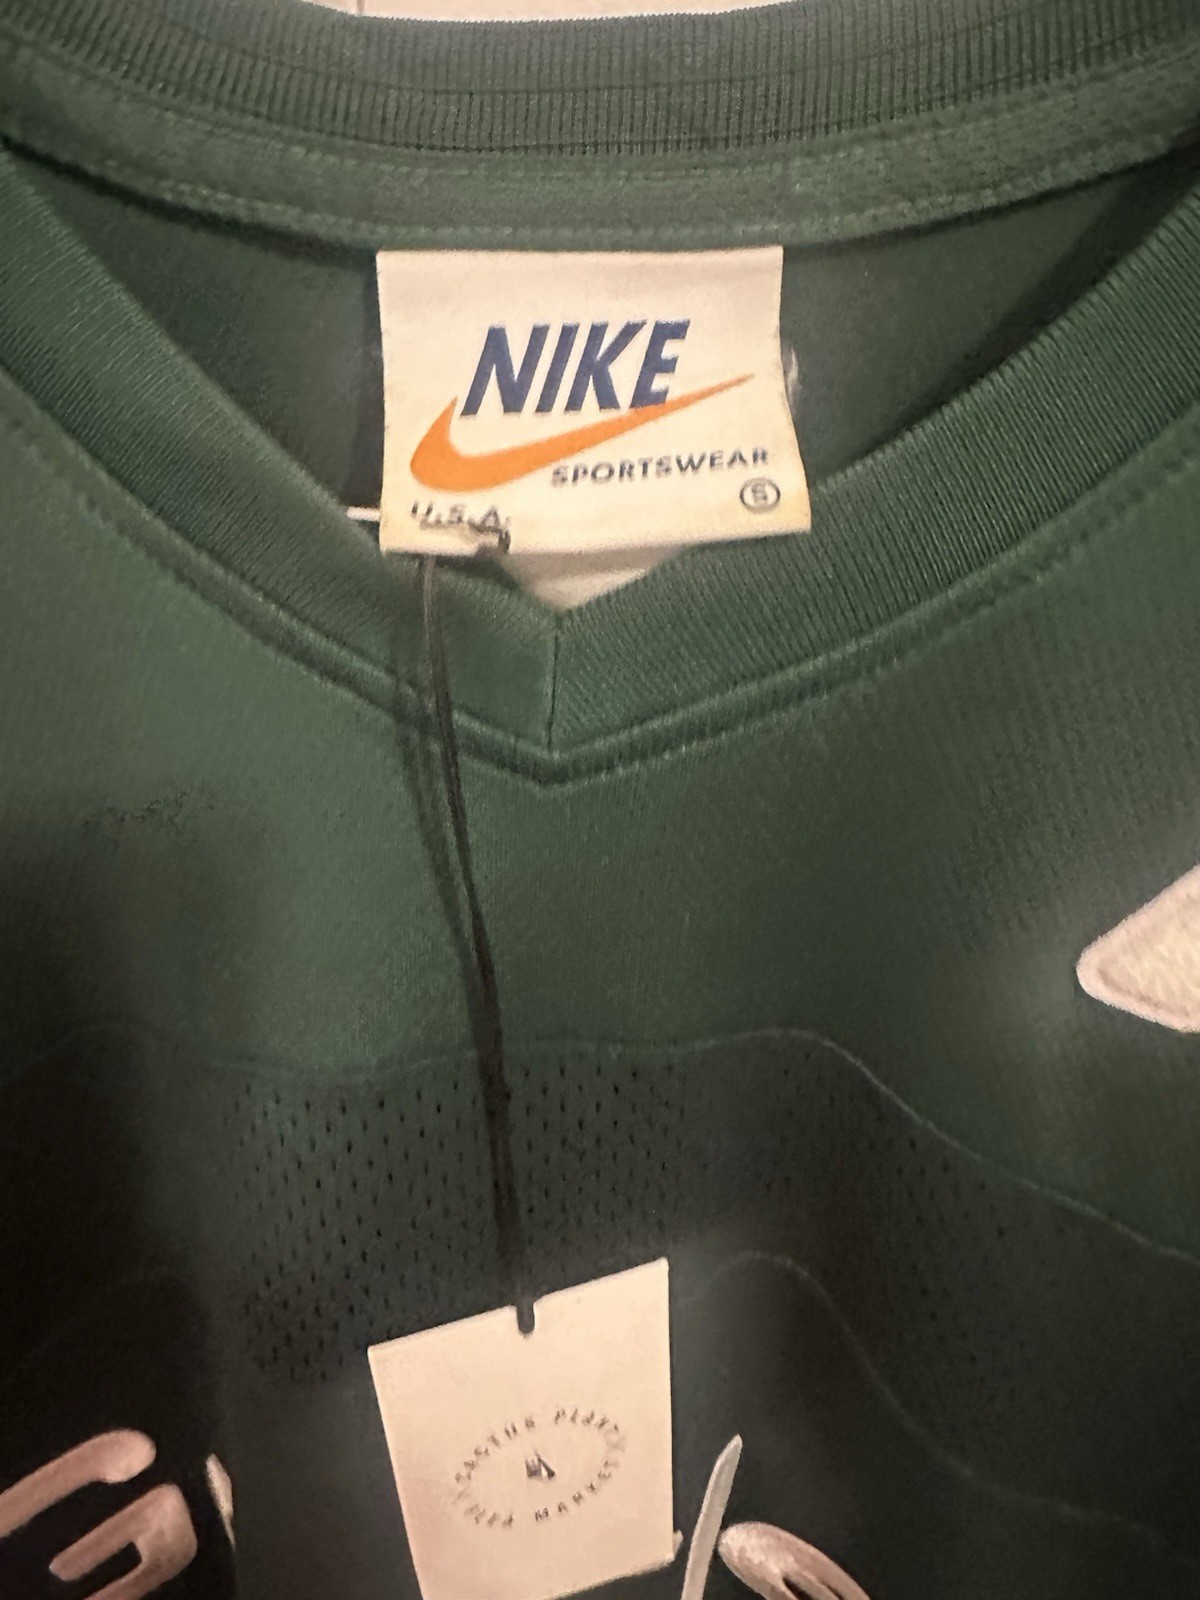 NIKE
SPORTSWEAR
S
U.S.A.
CACTUS PLANT
FLEA MARKET